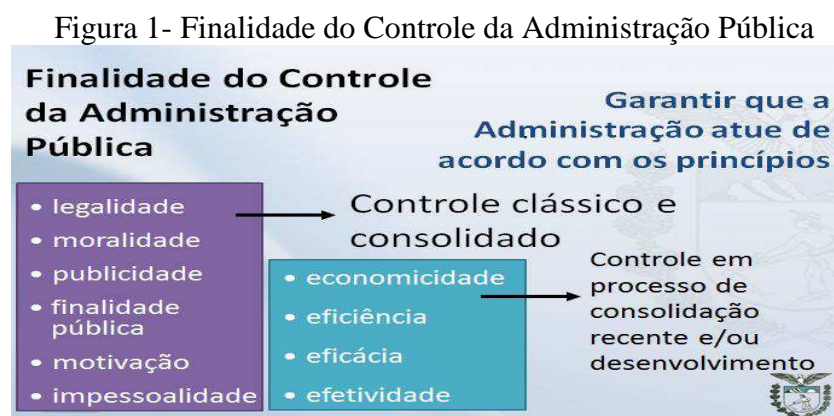 Figura 1- Finalidade do Controle da Administração Pública
Finalidade do Controle
da Administração
Pública
Garantir que a
Administração atue de
acordo com os princípios
• legalidade
• moralidade
• publicidade
• finalidade
pública
• motivação
• impessoalidade
Controle clássico e
consolidado
• economicidade
• eficiência
• eficácia
• efetividade
Controle em
processo de
consolidação
recente e/ou
desenvolvimento